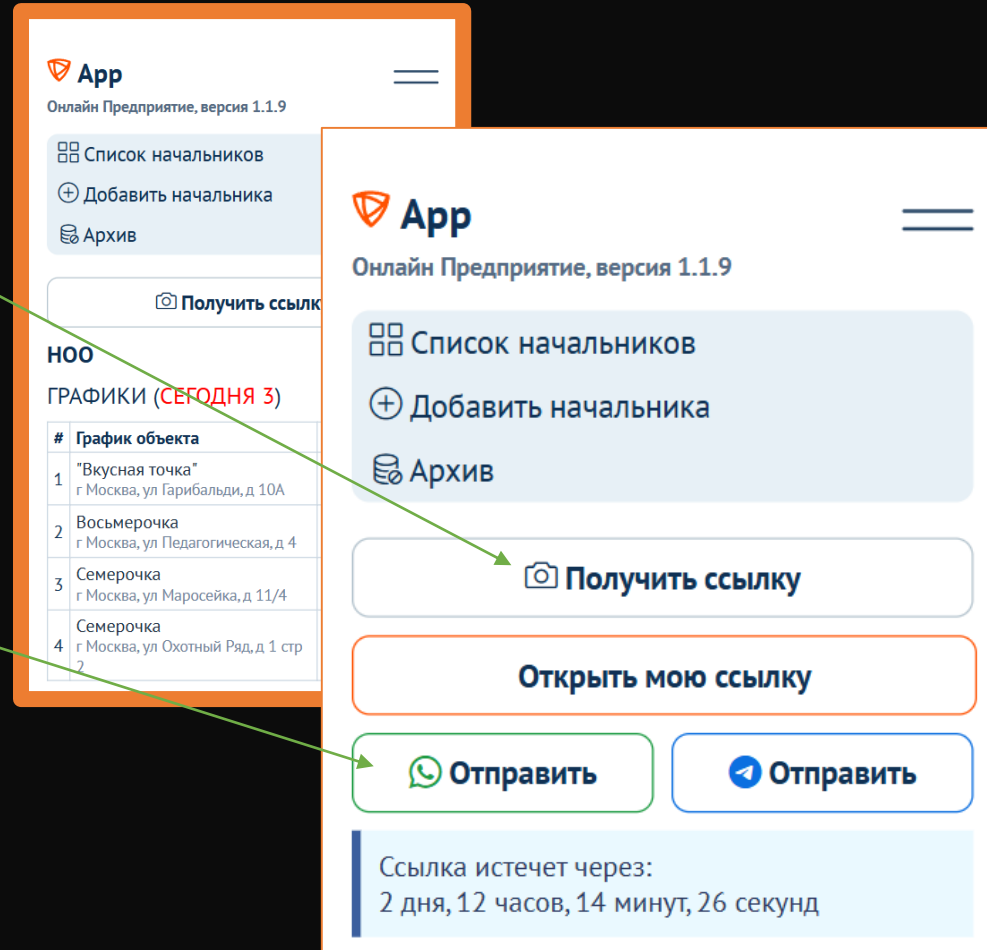 App
Онлайн Предприятие, версия 1.1.9
Список начальников
Добавить начальника
Архив
Получить ссылк
НОО
ГРАФИКИ (СЕГОДНЯ 3)
# График объекта
1 "Вкусная точка"
г Москва, ул Гарибальди, д 10А
2 Восьмерочка
г Москва, ул Педагогическая, д 4
3 Семерочка
г Москва, ул Маросейка, д 11/4
4 Семерочка
г Москва, ул Охотный Ряд, д 1 стр
2
App
Онлайн Предприятие, версия 1.1.9
Список начальников
Добавить начальника
Архив
Получить ссылку
Открыть мою ссылку
Отправить Отправить
Ссылка истечет через:
2 дня, 12 часов, 14 минут, 26 секунд